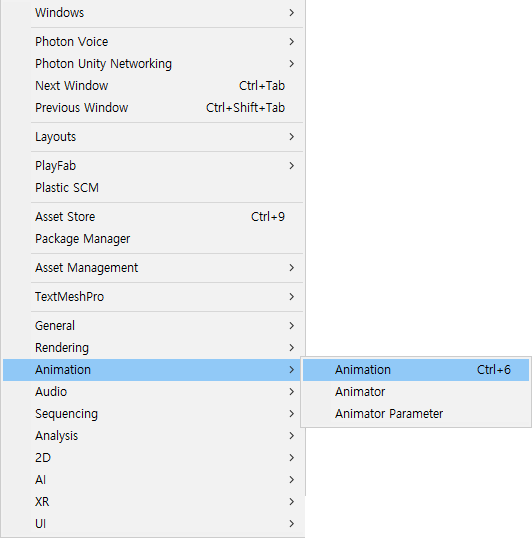 Windows
Photon Voice
Photon Unity Networking
Next Window Ctrl+Tab
Previous Window Ctrl+Shift+Tab
Layouts
PlayFab
Plastic SCM
Asset Store Ctrl+9
Package Manager
Asset Management
TextMeshPro
General
Rendering
Animation
Audio
Sequencing
Analysis
2D
AI
XR
UI
Animation Ctrl+6
Animator
Animator Parameter